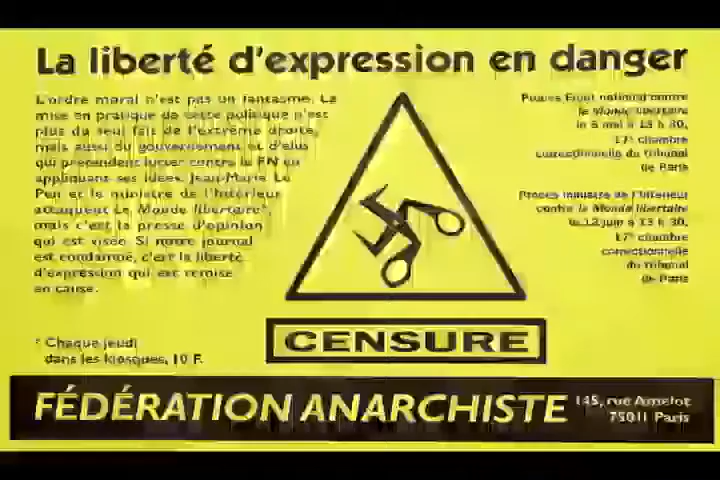 La liberté d'expression en danger
L'ordre moral n'est pas un fantasme. La
mise en pratique de cette politique n'est
plus du seul fait de l'extrême droite,
mais aussi du gouvernement et d'élus
qui prétendent lutter contre le FN en
appliquant ses idées. Jean-Marie Le
Pen et le ministre de l'Intérieur
attaquent Le Monde libertaire*,
mais c'est la presse d'opinion
qui est visée. Si notre journal
est condamné, c'est la liberté
d'expression qui est remise
en cause.
* Chaque jeudi
dans les kiosques, 10 F.
Procès Front national contre
le Monde libertaire
le 5 mai à 13 h 30,
17e chambre
correctionnelle du tribunal
de Paris
Procès ministre de l'Intérieur
contre le Monde libertaire
le 12 juin à 13 h 30,
17e chambre
correctionnelle
du tribunal
de Paris
CENSURE
FÉDÉRATION ANARCHISTE
145, rue Amelot
75011 Paris